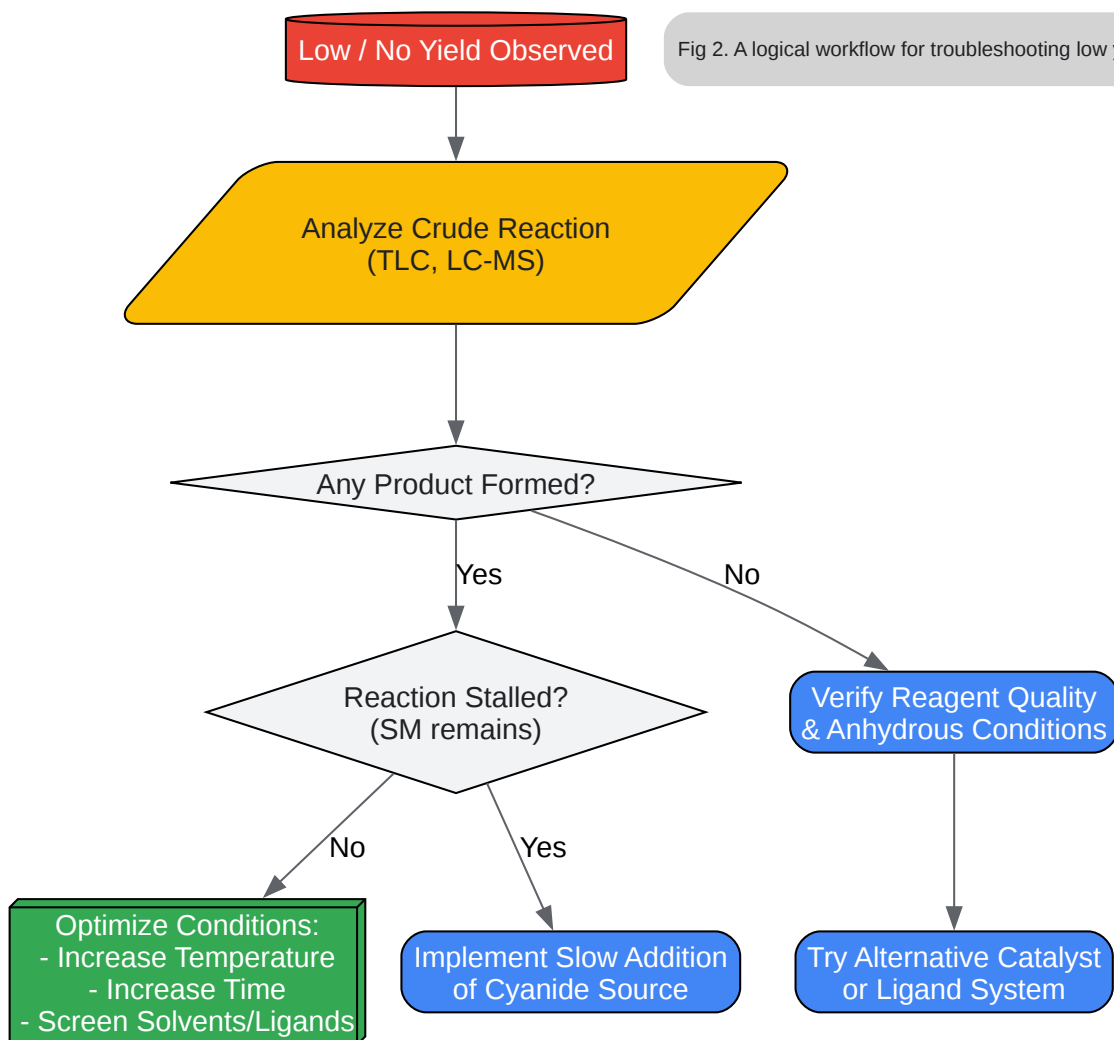 Low / No Yield Observed
Fig 2. A logical workflow for troubleshooting low
Analyze Crude Reaction
(TLC, LC-MS)
Any Product Formed?
Yes
No
Reaction Stalled?
(SM remains)
Verify Reagent Quality
& Anhydrous Conditions
No
Yes
Optimize Conditions:
- Increase Temperature
- Increase Time
- Screen Solvents/Ligands
Implement Slow Addition
of Cyanide Source
Try Alternative Catalyst
or Ligand System